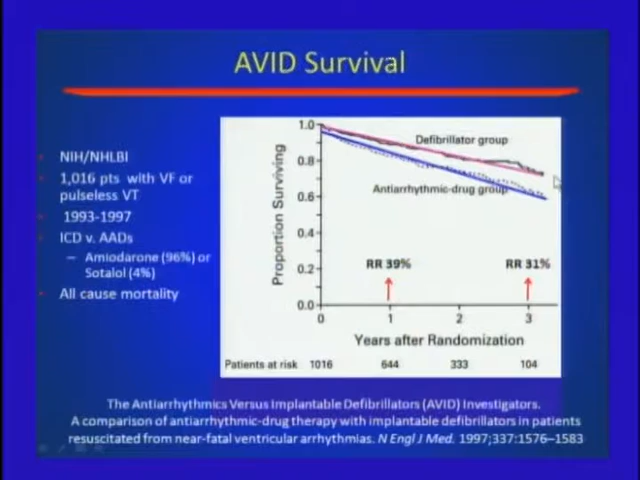 AVID Survival
NIH/NHLBI
1,016 pts with VF or
pulseless VT
1993-1997
ICD v. AADs
– Amiodarone (96%) or
Sotalol (4%)
All cause mortality
Proportion Surviving
1.0
0.8
0.6
0.4
0.2
0.0
Defibrillator group
Antiarrhythmic-drug group
RR 39%
RR 31%
0 1 2 3
Years after Randomization
Patients at risk 1016 644 333 104
The Antiarrhythmics Versus Implantable Defibrillators (AVID) Investigators.
A comparison of antiarrhythmic-drug therapy with implantable defibrillators in patients
resuscitated from near-fatal ventricular arrhythmias. N Engl J Med. 1997;337:1576–1583